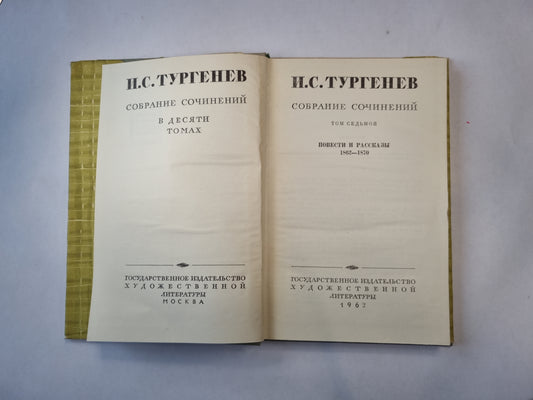 И.С. ТУРГЕНЕВ
СОБРАНИЕ СОЧИНЕНИЙ
В ДЕСЯТИ
ТОМАХ
ГОСУДАРСТВЕННОЕ ИЗДАТЕЛЬСТВО
ХУДОЖЕСТВЕННОЙ
ЛИТЕРАТУРЫ
МОСКВА
И.С. ТУРГЕНЕВ
СОБРАНИЕ СОЧИНЕНИЙ
ТОМ СЕДЬМОЙ
ПОВЕСТИ И РАССКАЗЫ
1863—1870
ГОСУДАРСТВЕННОЕ ИЗДАТЕЛЬСТВО
ХУДОЖЕСТВЕННОЙ
ЛИТЕРАТУРЫ
1962